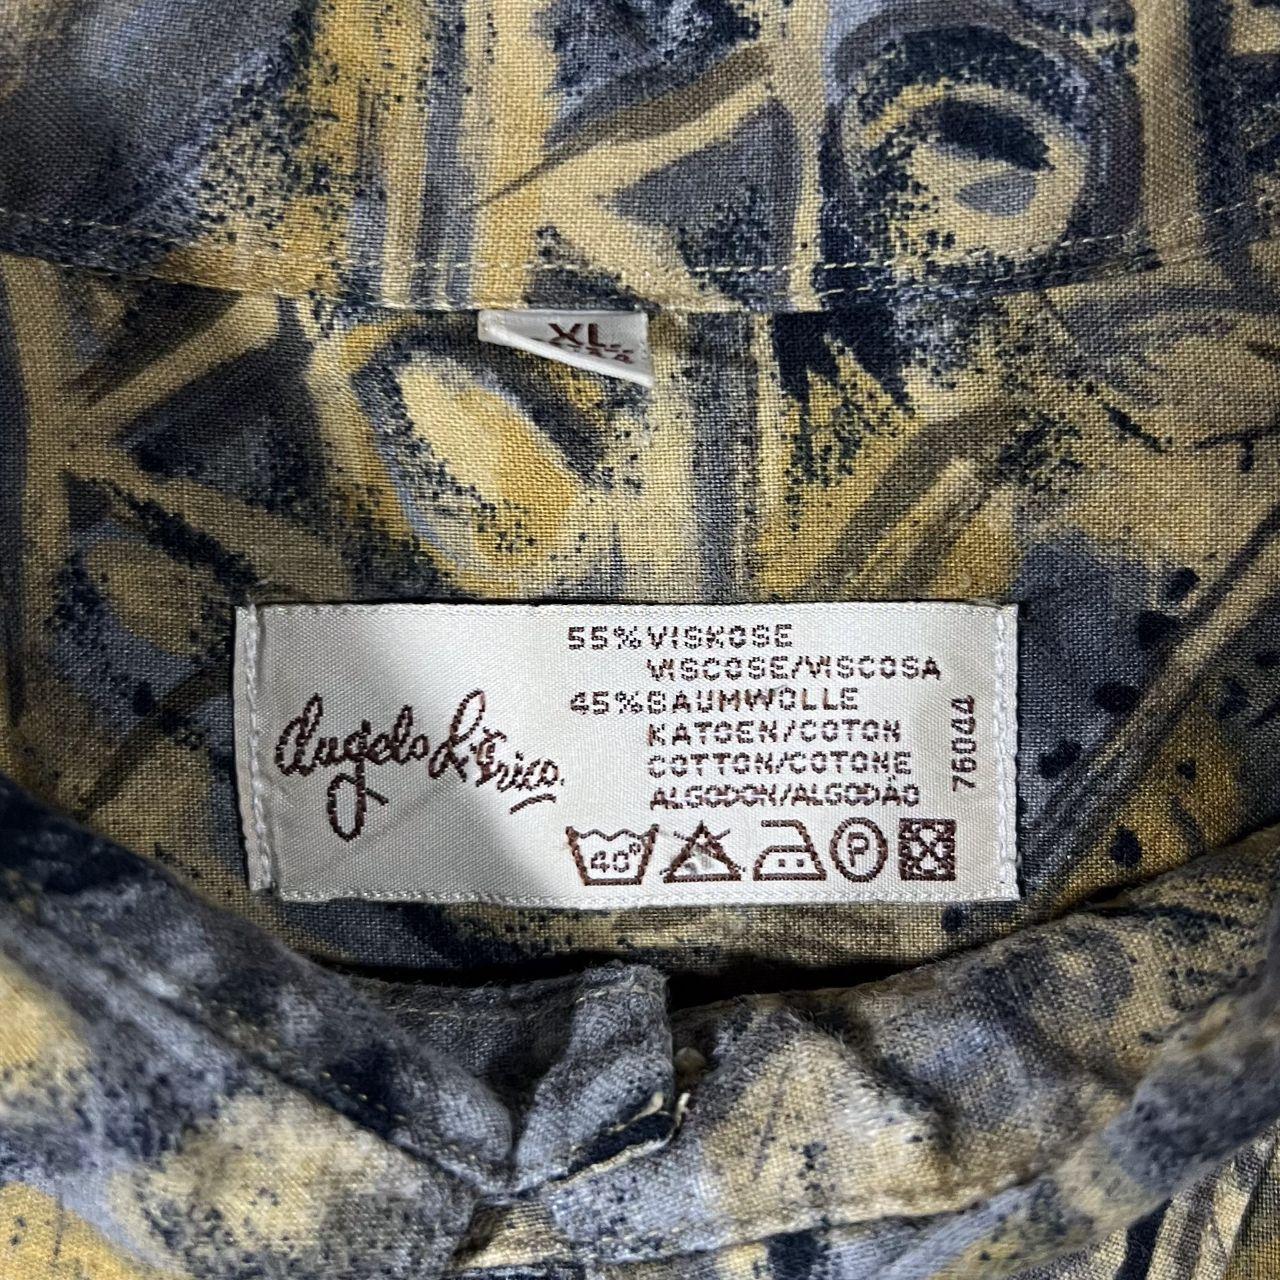 XL
Angelo Litrico
55% VISKOSE
VISCOSE/VISCOSA
45% BAUMWOLLE
KATOEN/COTON
COTTON/COTONE
ALGODON/ALGODÃO
76044
40°
P